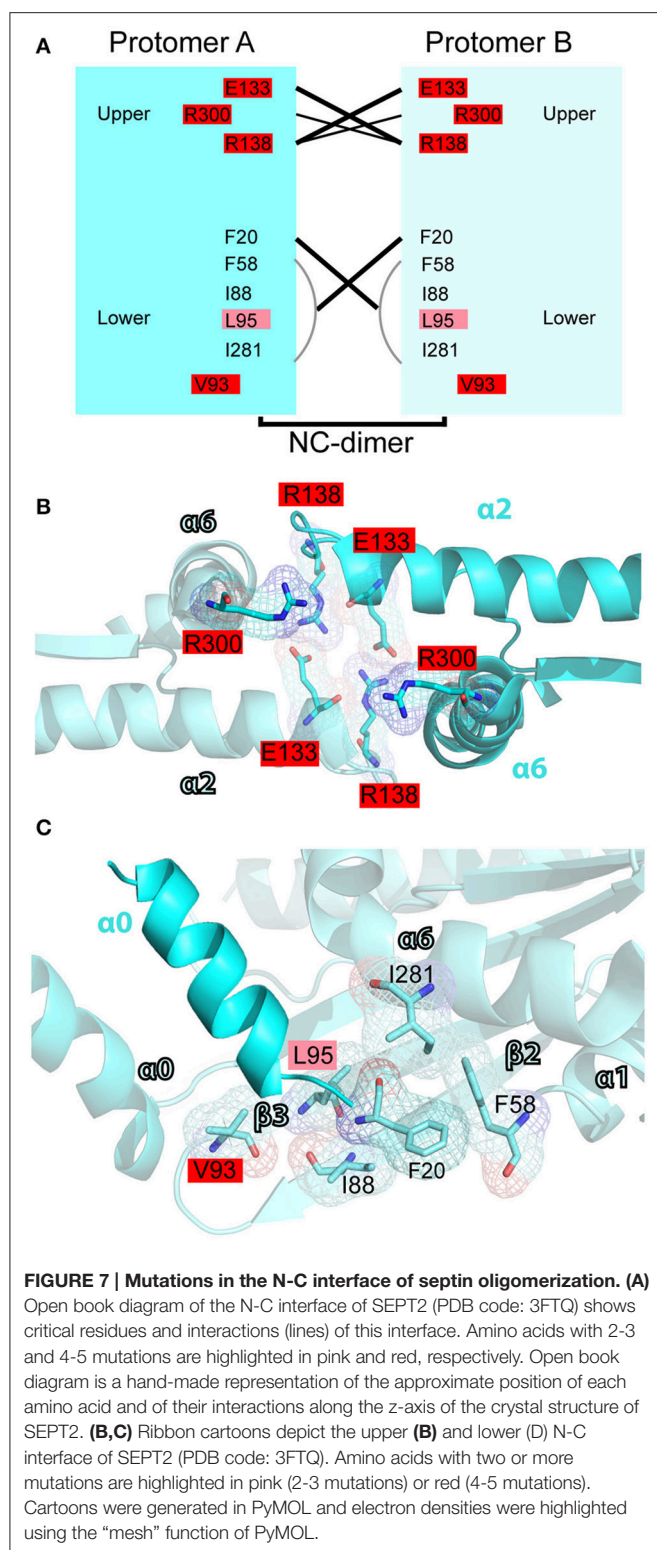 A
Protomer A Protomer B
E133 E133
Upper R300 R300 Upper
R138 R138
F20 F20
F58 F58
I88 I88
Lower L95 L95 Lower
I281 I281
V93 V93
NC-dimer
B
R138
α6 α2
E133
R300 R300
E133
α2 α6
R138
C
α0
α6
I281
α0 L95 β2
β3 F58 α1
V93 I88 F20
FIGURE 7 | Mutations in the N-C interface of septin oligomerization. (A)
Open book diagram of the N-C interface of SEPT2 (PDB code: 3FTQ) shows
critical residues and interactions (lines) of this interface. Amino acids with 2-3
and 4-5 mutations are highlighted in pink and red, respectively. Open book
diagram is a hand-made representation of the approximate position of each
amino acid and of their interactions along the z-axis of the crystal structure of
SEPT2. (B,C) Ribbon cartoons depict the upper (B) and lower (D) N-C
interface of SEPT2 (PDB code: 3FTQ). Amino acids with two or more
mutations are highlighted in pink (2-3 mutations) or red (4-5 mutations).
Cartoons were generated in PyMOL and electron densities were highlighted
using the “mesh” function of PyMOL.